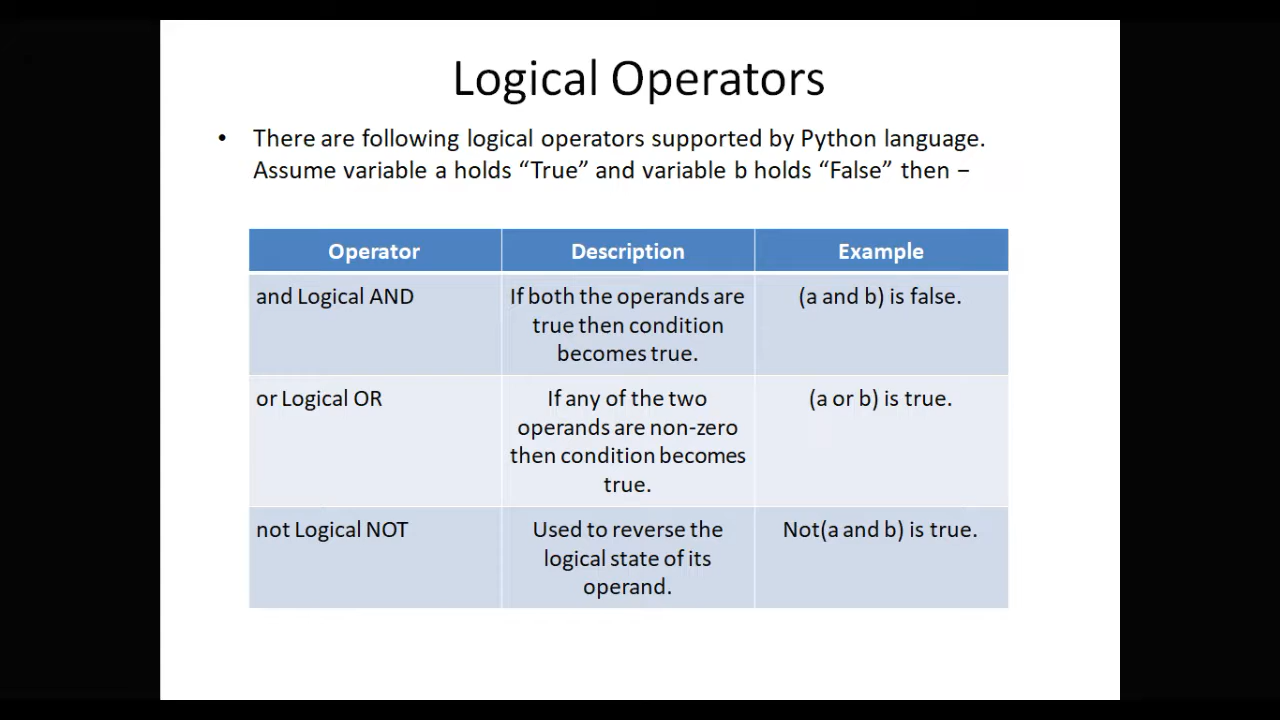 Logical Operators
• There are following logical operators supported by Python language.
Assume variable a holds “True” and variable b holds “False” then −
Operator Description Example
and Logical AND If both the operands are (a and b) is false.
true then condition
becomes true.
or Logical OR If any of the two (a or b) is true.
operands are non-zero
then condition becomes
true.
not Logical NOT Used to reverse the Not(a and b) is true.
logical state of its
operand.